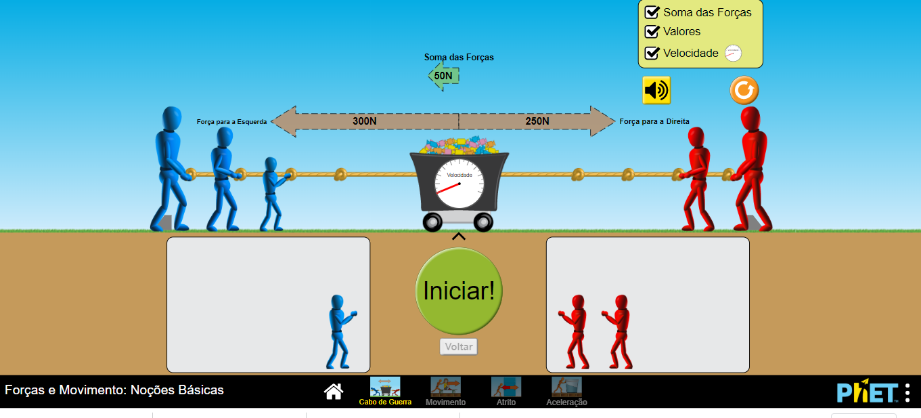 Soma das Forças
Valores
Velocidade
Soma das Forças
50N
Força para a Esquerda
300N
250N
Força para a Direita
Velocidade
Iniciar!
Voltar
Forças e Movimento: Noções Básicas
Cabo de Guerra
Movimento
Atrito
Aceleração
PhET